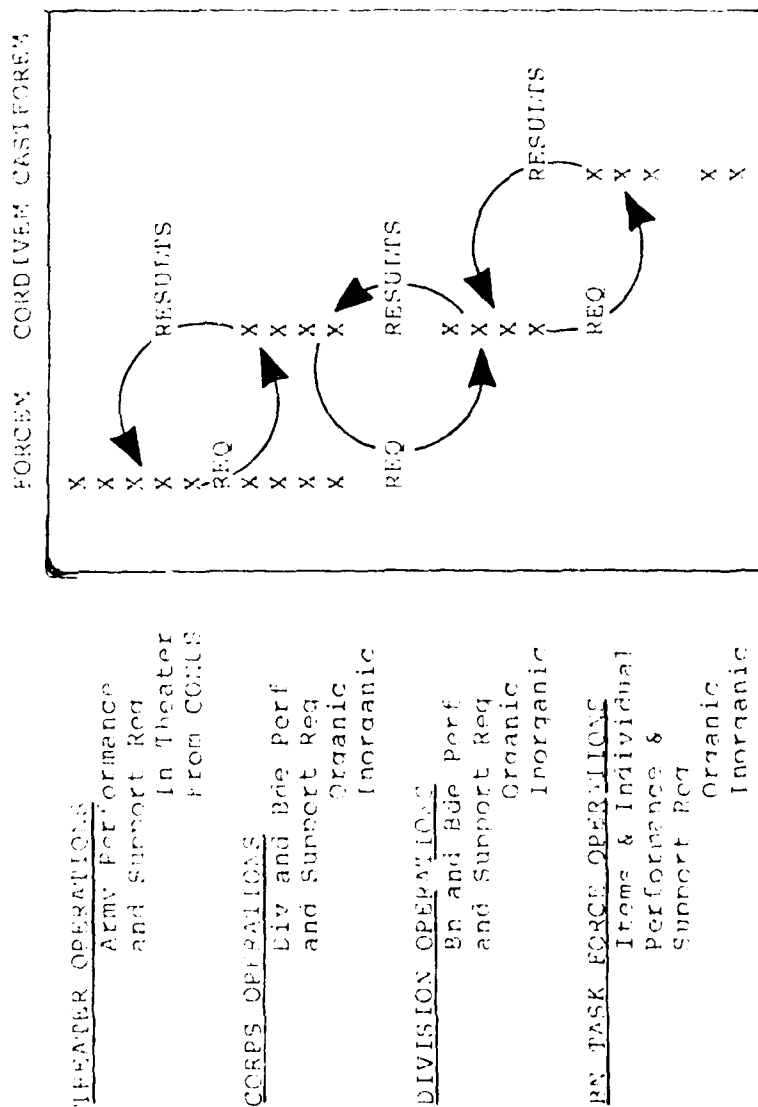 FORCEM CORDIVEM CASTFOREM
THEATER OPERATIONS X
Army Performance X
and Support Req X
In Theater X RESULTS
From CONUS X
REQ
CORPS OPERATIONS X X
Div and Bde Perf X X
and Support Req X X
Organic X X
Inorganic
REQ RESULTS
DIVISION OPERATIONS
Bn and Bde Perf X
and Support Req X
Organic X
Inorganic X RESULTS
BN TASK FORCE OPERATIONS REQ X
Items & Individual X
Performance & X
Support Req
Organic X
Inorganic X